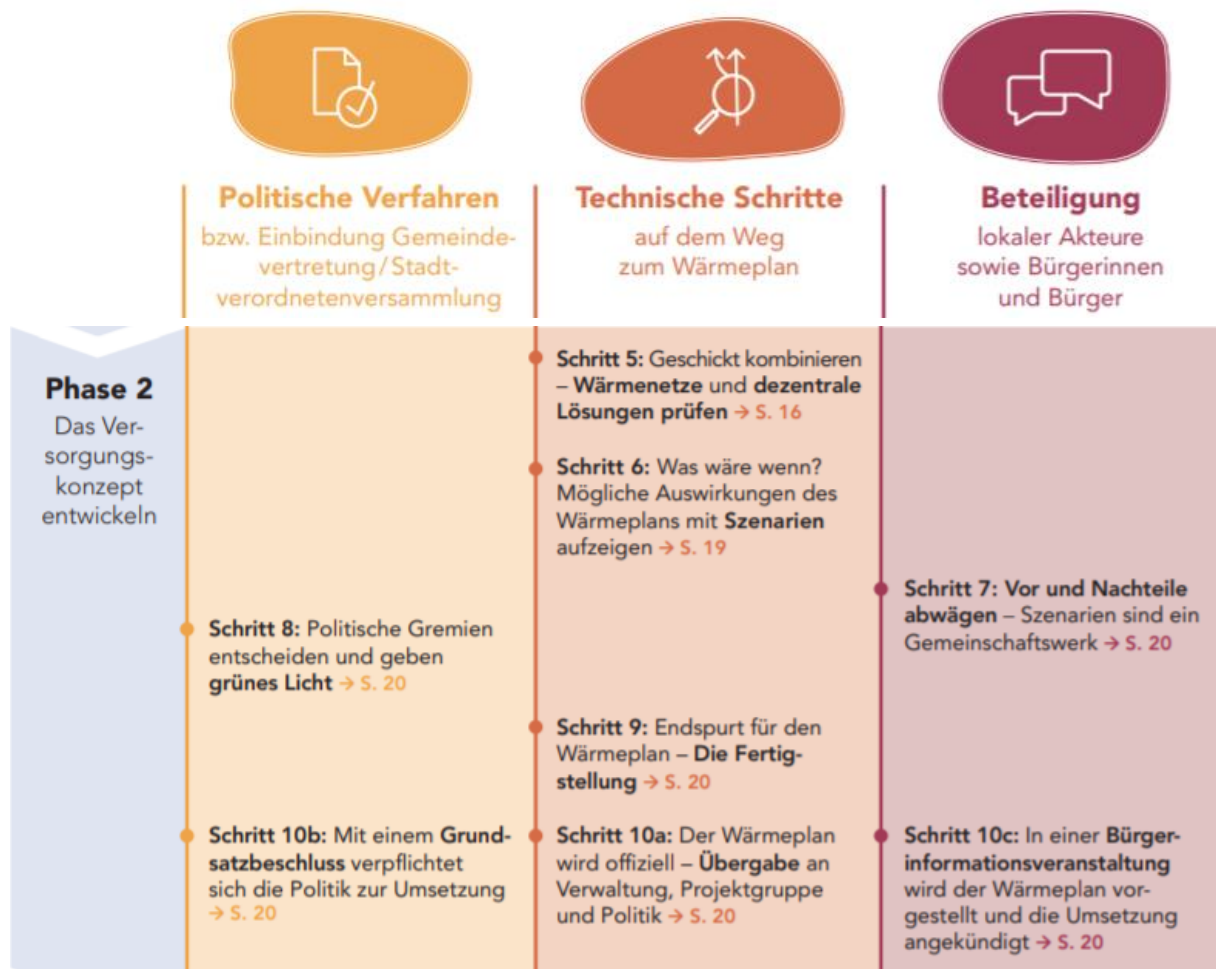 Politische Verfahren
bzw. Einbindung Gemeinde-
vertretung/Stadt-
verordnetenversammlung
Technische Schritte
auf dem Weg
zum Wärmeplan
Beteiligung
lokaler Akteure
sowie Bürgerinnen
und Bürger
Phase 2
Das Ver-
sorgungs-
konzept
entwickeln
Schritt 5: Geschickt kombinieren
– Wärmenetze und dezentrale
Lösungen prüfen → S. 16
Schritt 6: Was wäre wenn?
Mögliche Auswirkungen des
Wärmeplans mit Szenarien
aufzeigen → S. 19
Schritt 7: Vor und Nachteile
abwägen – Szenarien sind ein
Gemeinschaftswerk → S. 20
Schritt 8: Politische Gremien
entscheiden und geben
grünes Licht → S. 20
Schritt 9: Endspurt für den
Wärmeplan – Die Fertig-
stellung → S. 20
Schritt 10b: Mit einem Grund-
satzbeschluss verpflichtet
sich die Politik zur Umsetzung
→ S. 20
Schritt 10a: Der Wärmeplan
wird offiziell – Übergabe an
Verwaltung, Projektgruppe
und Politik → S. 20
Schritt 10c: In einer Bürger-
informationsveranstaltung
wird der Wärmeplan vor-
gestellt und die Umsetzung
angekündigt → S. 20